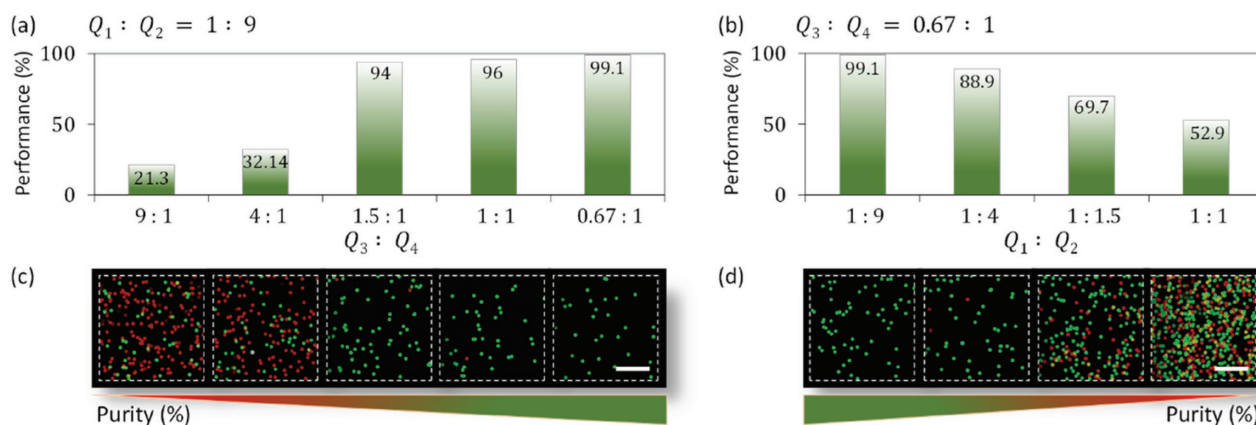 (a) Q1 : Q2 = 1 : 9
Performance (%)
100
50
0
21.3
32.14
94
96
99.1
9 : 1
4 : 1
1.5 : 1
1 : 1
0.67 : 1
Q3 : Q4
(b) Q3 : Q4 = 0.67 : 1
Performance (%)
100
50
0
99.1
88.9
69.7
52.9
1 : 9
1 : 4
1 : 1.5
1 : 1
Q1 : Q2
(c)
Purity (%)
(d)
Purity (%)